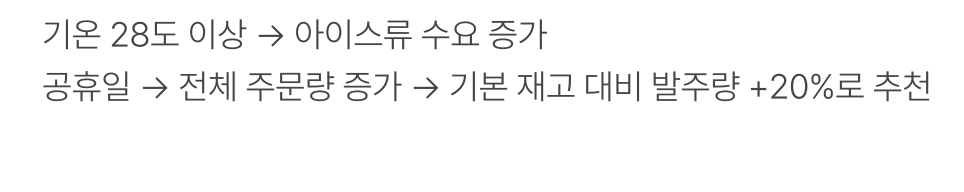 기온 28도 이상 → 아이스류 수요 증가
공휴일 → 전체 주문량 증가 → 기본 재고 대비 발주량 +20%로 추천